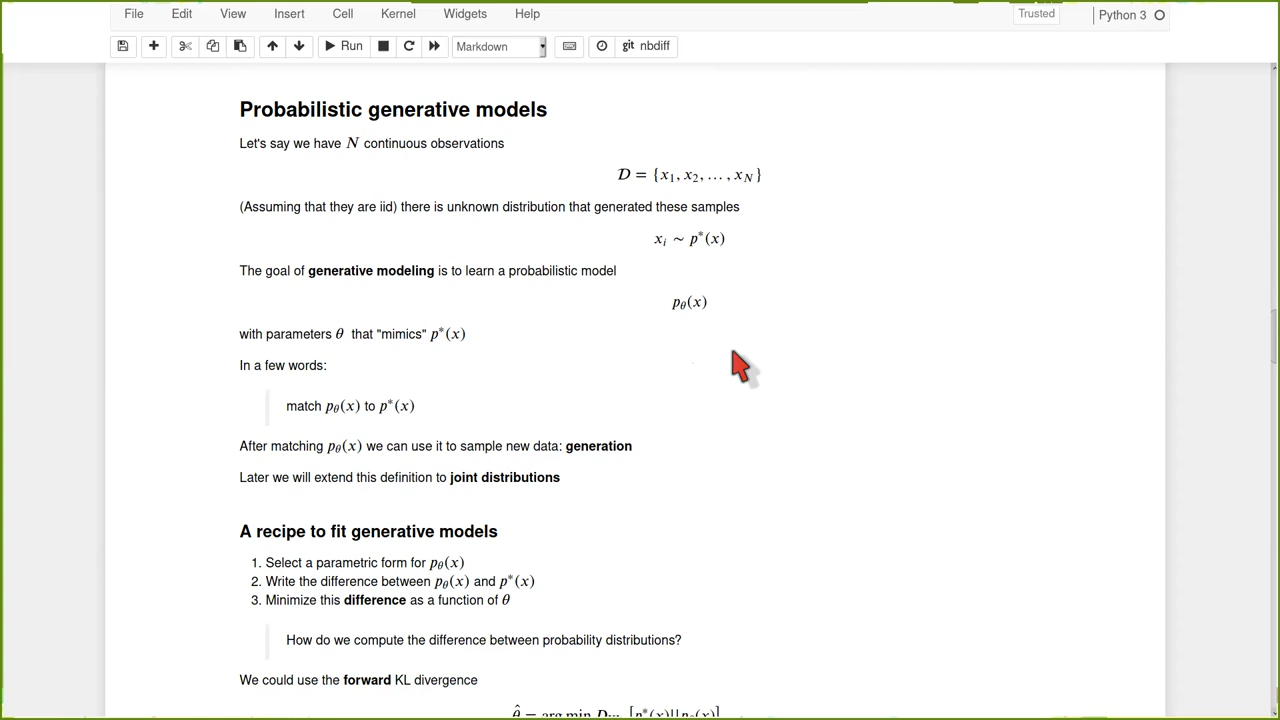 File Edit View Insert Cell Kernel Widgets Help Trusted Python 3
Run Markdown git nbdiff
Probabilistic generative models
Let's say we have N continuous observations
𝒟 = {x₁, x₂, … , x_N}
(Assuming that they are iid) there is unknown distribution that generated these samples
xᵢ ∼ p*(x)
The goal of generative modeling is to learn a probabilistic model
p_θ(x)
with parameters θ that "mimics" p*(x)
In a few words:
match p_θ(x) to p*(x)
After matching p_θ(x) we can use it to sample new data: generation
Later we will extend this definition to joint distributions
A recipe to fit generative models
1. Select a parametric form for p_θ(x)
2. Write the difference between p_θ(x) and p*(x)
3. Minimize this difference as a function of θ
How do we compute the difference between probability distributions?
We could use the forward KL divergence